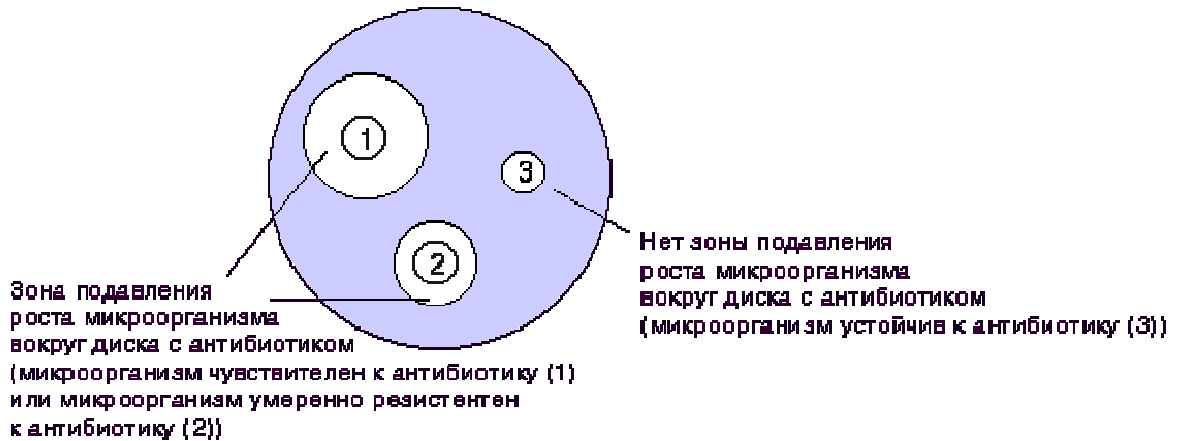 1
3
2
Нет зоны подавления
роста микроорганизма
вокруг диска с антибиотиком
(микроорганизм устойчив к антибиотику (3))
Зона подавления
роста микроорганизма
вокруг диска с антибиотиком
(микроорганизм чувствителен к антибиотику (1)
или микроорганизм умеренно резистентен
к антибиотику (2))